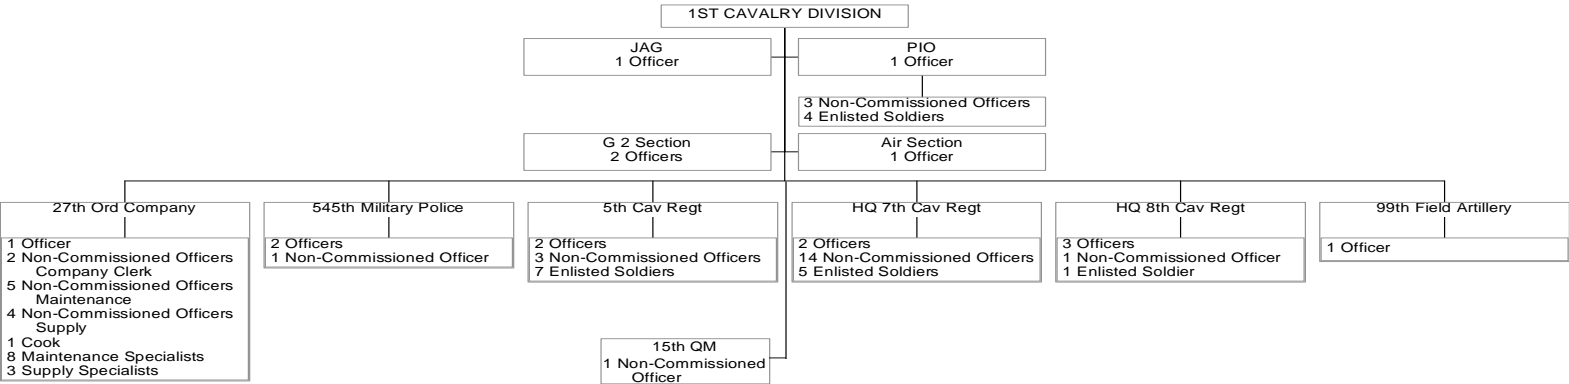 1ST CAVALRY DIVISION
JAG
1 Officer
PIO
1 Officer
3 Non-Commissioned Officers
4 Enlisted Soldiers
G 2 Section
2 Officers
Air Section
1 Officer
27th Ord Company
1 Officer
2 Non-Commissioned Officers
Company Clerk
5 Non-Commissioned Officers
Maintenance
4 Non-Commissioned Officers
Supply
1 Cook
8 Maintenance Specialists
3 Supply Specialists
545th Military Police
2 Officers
1 Non-Commissioned Officer
5th Cav Regt
2 Officers
3 Non-Commissioned Officers
7 Enlisted Soldiers
HQ 7th Cav Regt
2 Officers
14 Non-Commissioned Officers
5 Enlisted Soldiers
HQ 8th Cav Regt
3 Officers
1 Non-Commissioned Officer
1 Enlisted Soldier
99th Field Artillery
1 Officer
15th QM
1 Non-Commissioned
Officer